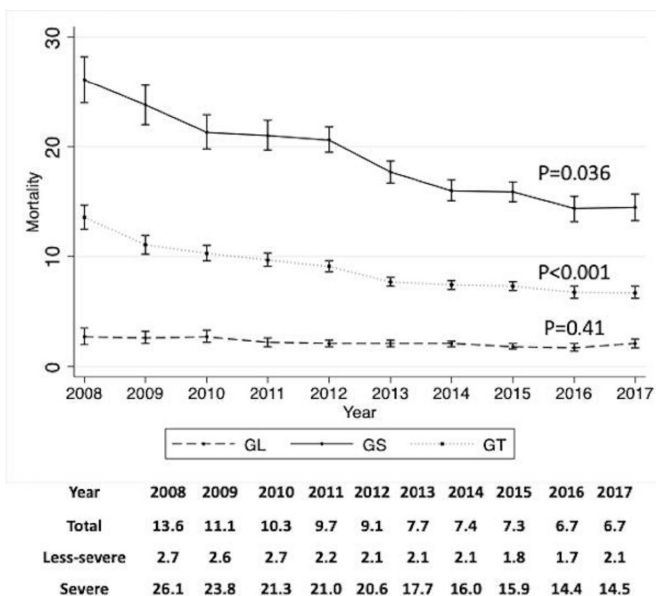 30
20
10
0
Mortality
P=0.036
P<0.001
P=0.41
2008 2009 2010 2011 2012 2013 2014 2015 2016 2017
Year
GL GS GT
Year 2008 2009 2010 2011 2012 2013 2014 2015 2016 2017
Total 13.6 11.1 10.3 9.7 9.1 7.7 7.4 7.3 6.7 6.7
Less-severe 2.7 2.6 2.7 2.2 2.1 2.1 2.1 1.8 1.7 2.1
Severe 26.1 23.8 21.3 21.0 20.6 17.7 16.0 15.9 14.4 14.5